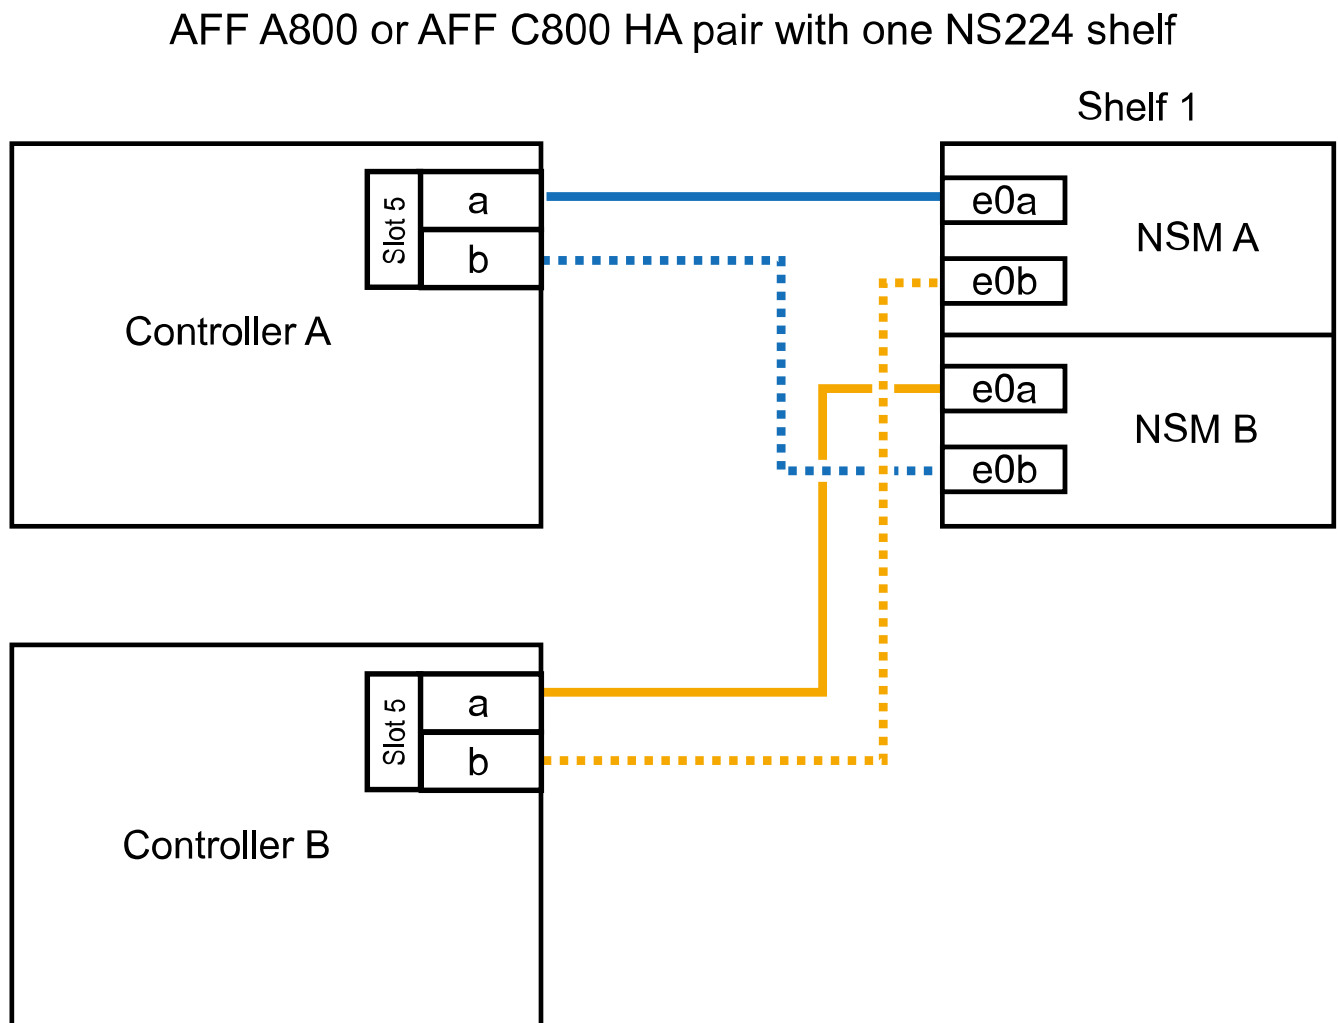 AFF A800 or AFF C800 HA pair with one NS224 shelf
Shelf 1
Slot 5
a
b
Controller A
e0a
e0b
NSM A
e0a
e0b
NSM B
Slot 5
a
b
Controller B